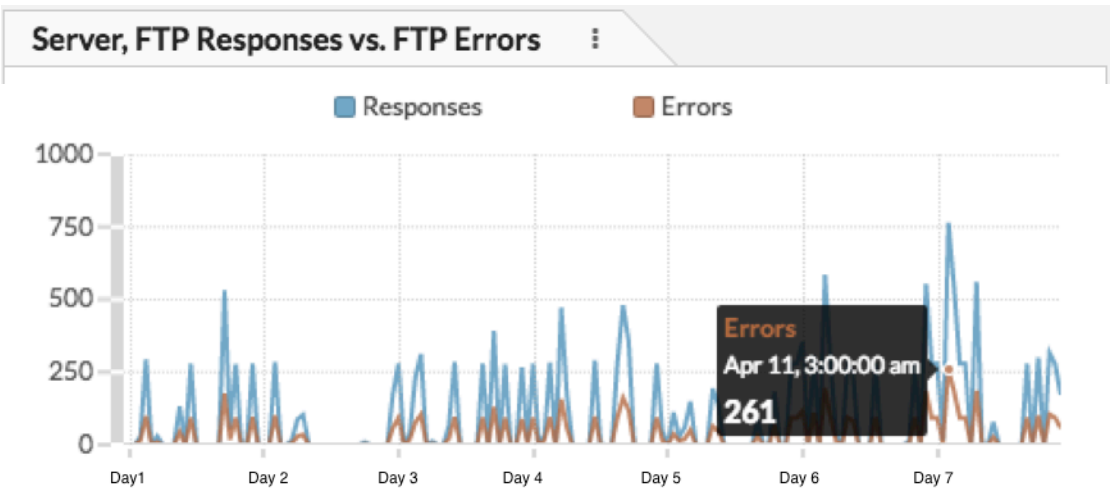 Server, FTP Responses vs. FTP Errors
Responses Errors
1000
750
500
250
0
Errors
Apr 11, 3:00:00 am
261
Day1 Day 2 Day 3 Day 4 Day 5 Day 6 Day 7